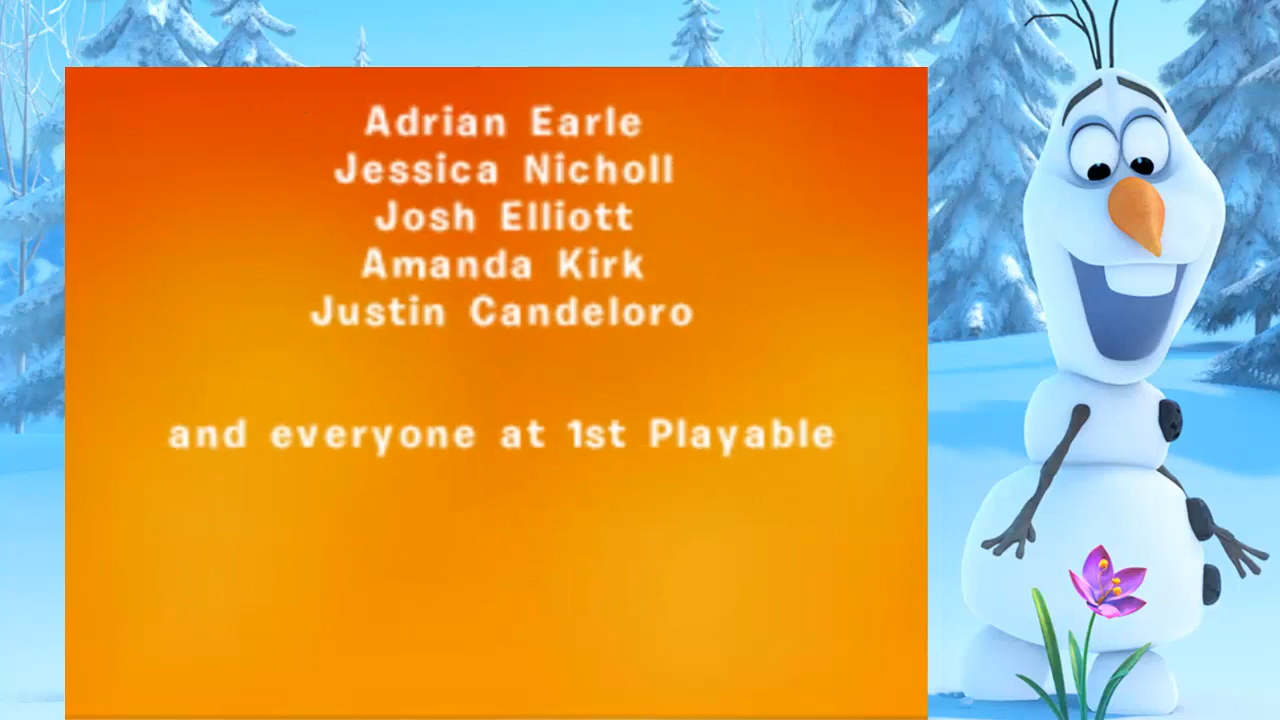 Adrian Earle
Jessica Nicholl
Josh Elliott
Amanda Kirk
Justin Candeloro
and everyone at 1st Playable